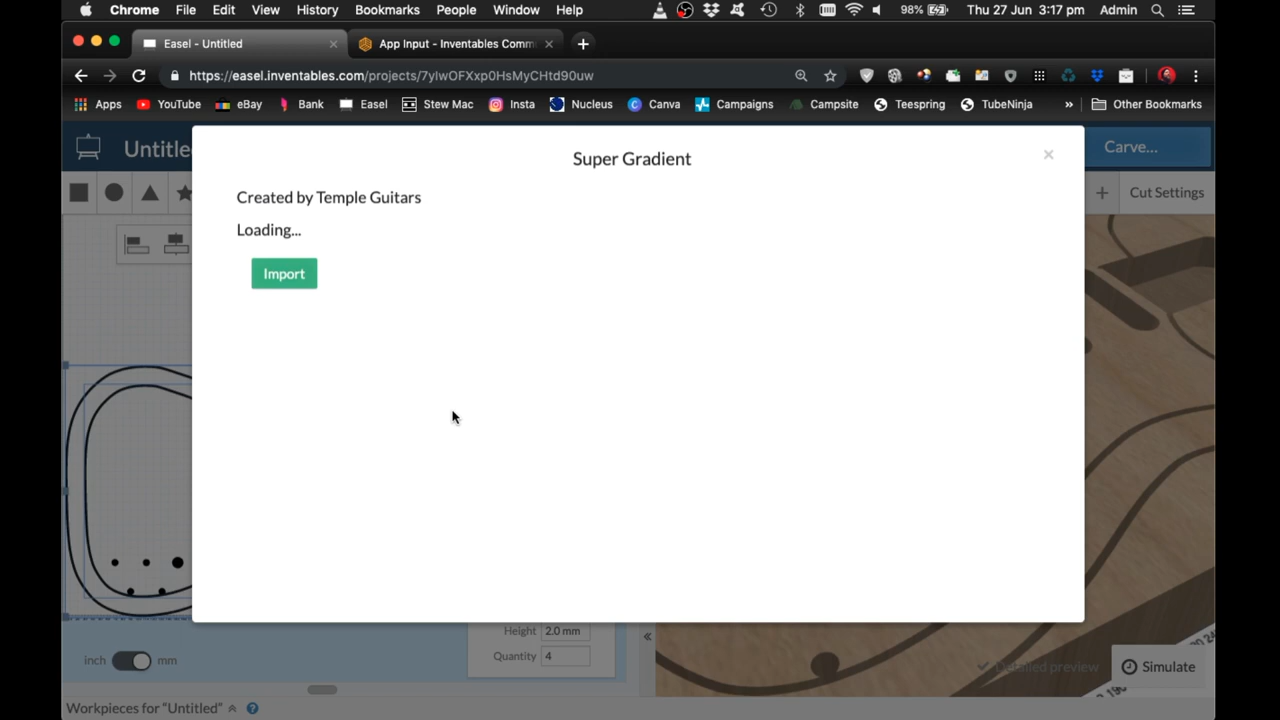 Chrome File Edit View History Bookmarks People Window Help 98% Thu 27 Jun 3:17 pm Admin
Easel - Untitled App Input - Inventables Comm
https://easel.inventables.com/projects/7yIwOFXxp0HsMyCHtd90uw
Apps YouTube eBay Bank Easel Stew Mac Insta Nucleus Canva Campaigns Campsite Teespring TubeNinja » Other Bookmarks
Untitle Carve...
Super Gradient
Cut Settings
Created by Temple Guitars
Loading...
Import
Height 2.0 mm
Quantity 4
inch mm
Detailed preview Simulate
Workpieces for “Untitled”